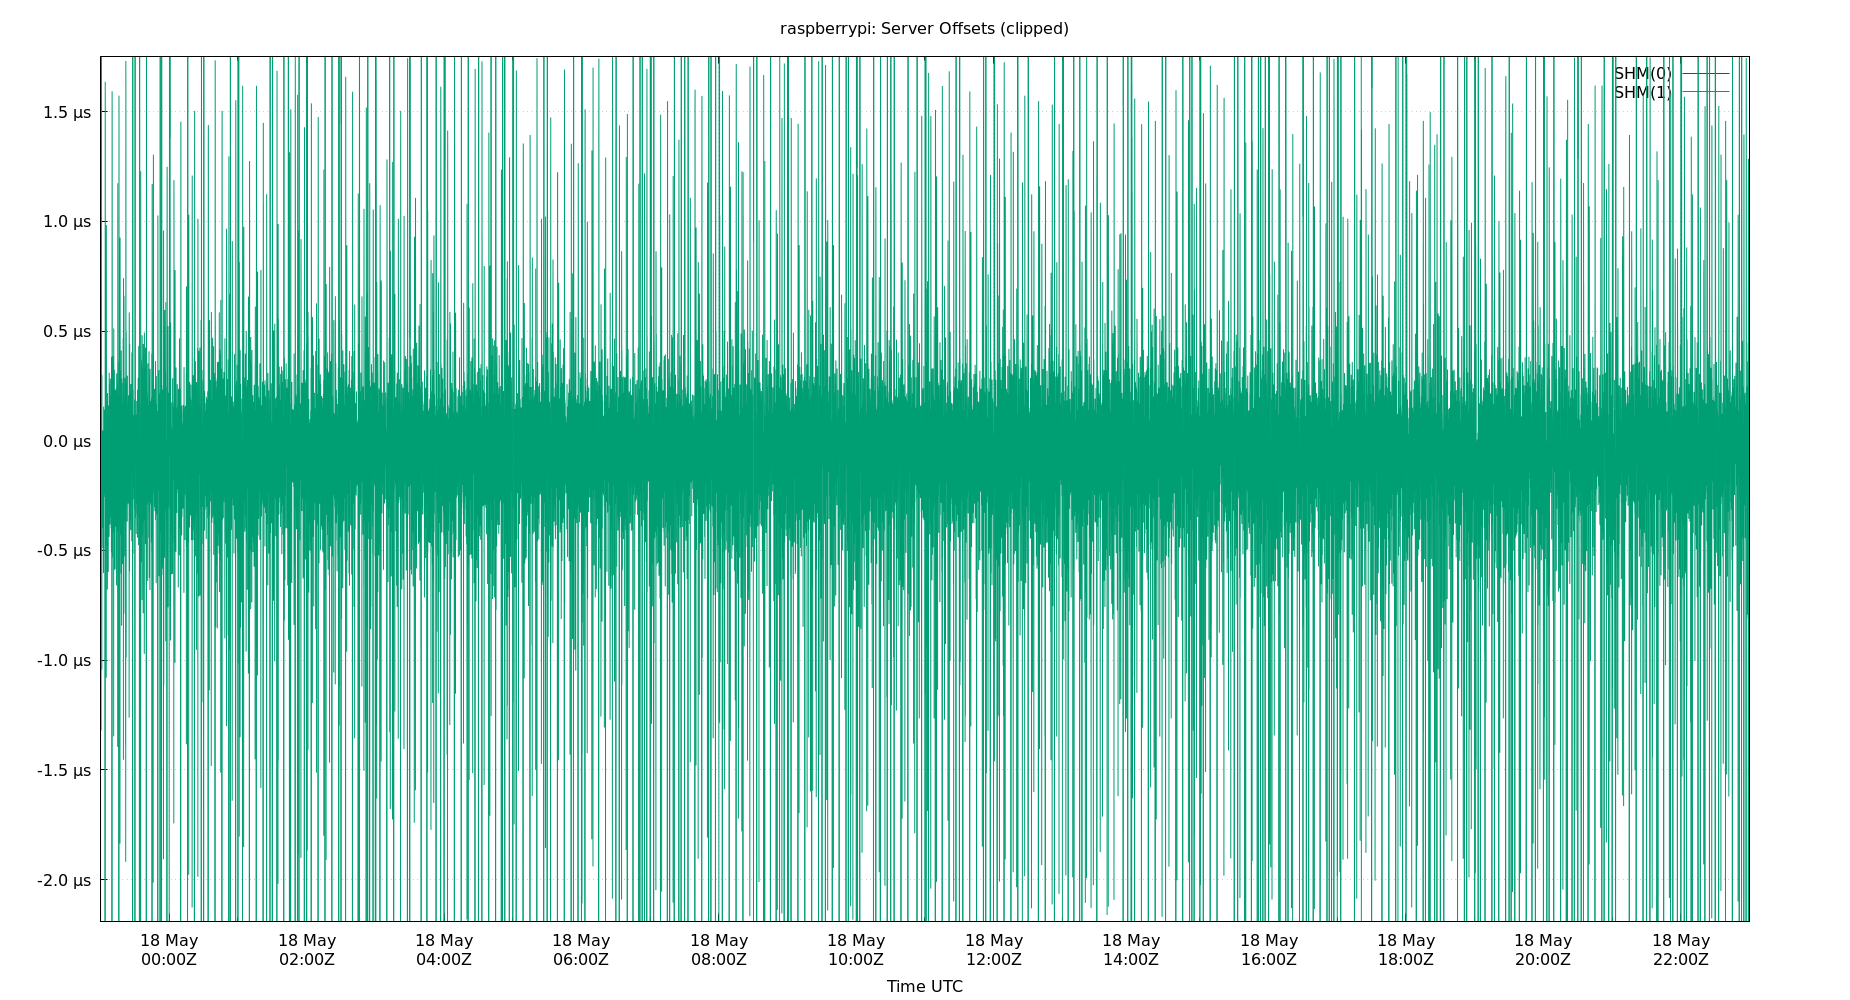 raspberrypi: Server Offsets (clipped)
SHM(0)
SHM(1)
1.5 µs
1.0 µs
0.5 µs
0.0 µs
-0.5 µs
-1.0 µs
-1.5 µs
-2.0 µs
18 May 18 May 18 May 18 May 18 May 18 May 18 May 18 May 18 May 18 May 18 May 18 May
00:00Z 02:00Z 04:00Z 06:00Z 08:00Z 10:00Z 12:00Z 14:00Z 16:00Z 18:00Z 20:00Z 22:00Z
Time UTC